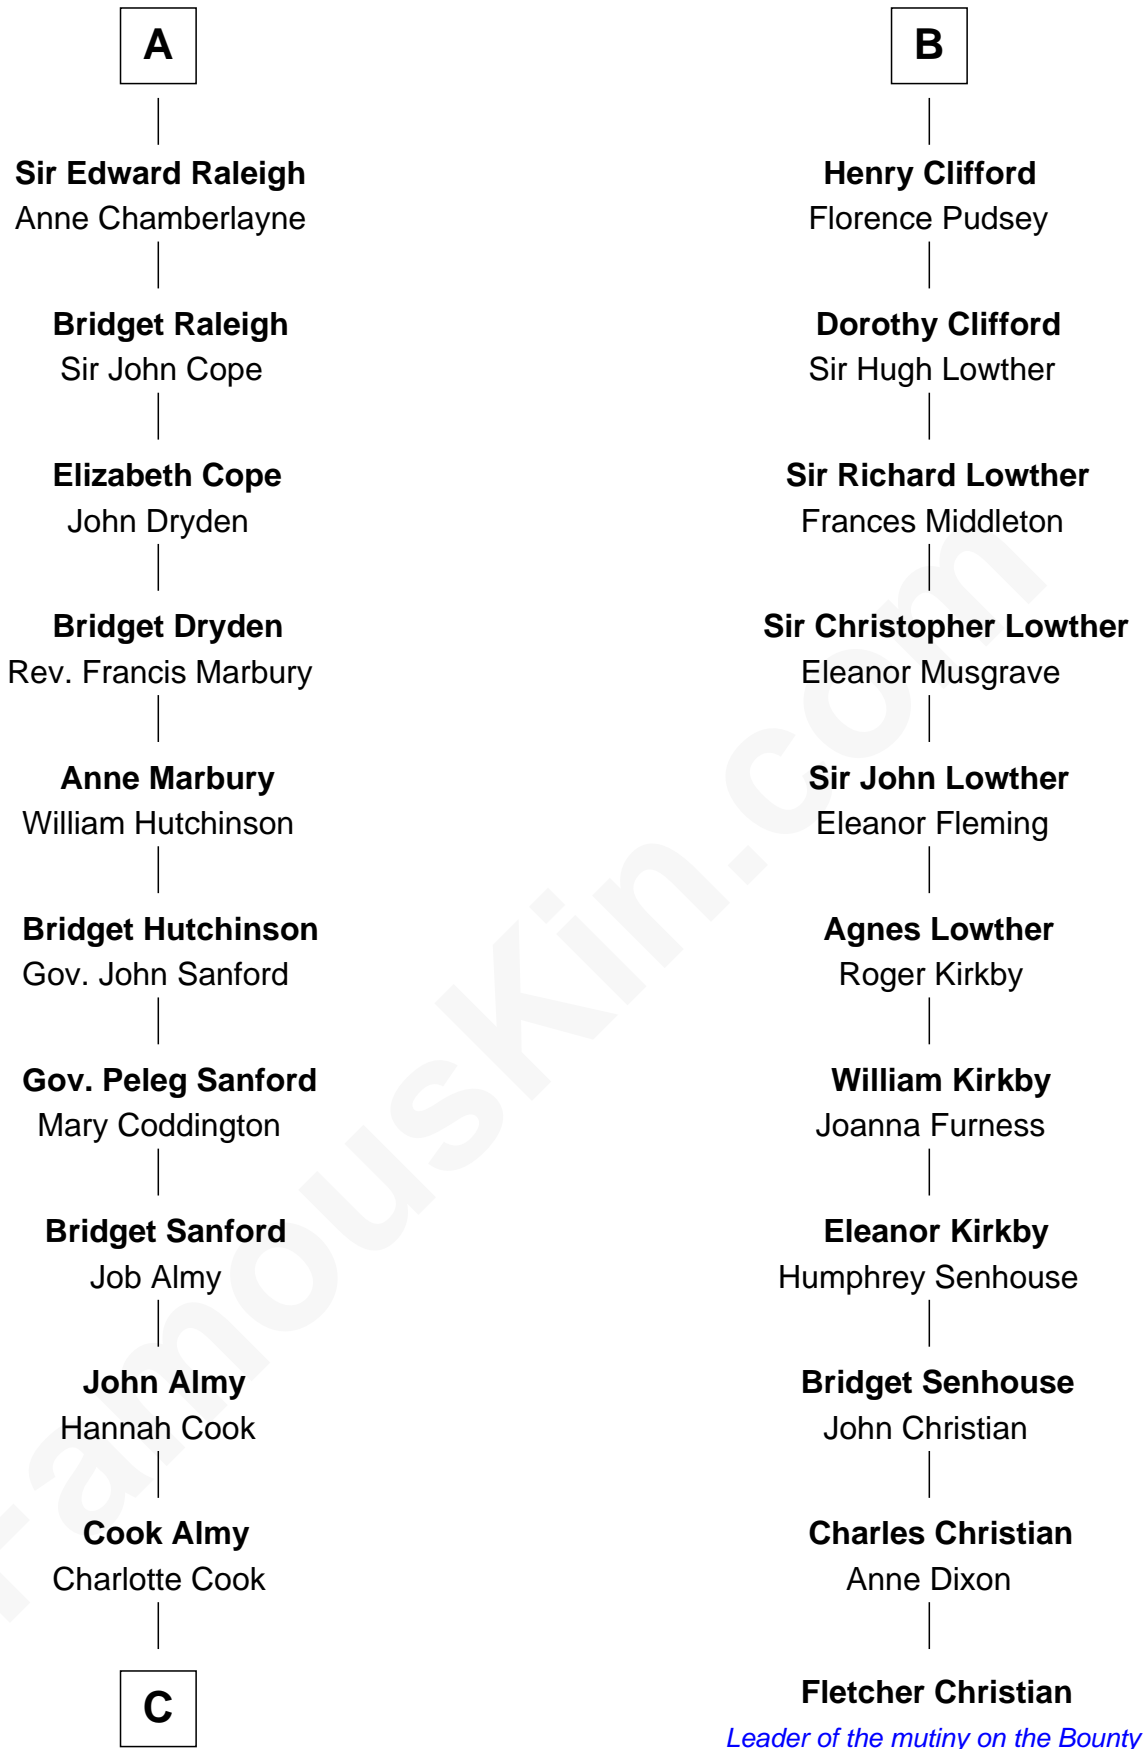 A
Sir Edward Raleigh
Anne Chamberlayne
Bridget Raleigh
Sir John Cope
Elizabeth Cope
John Dryden
Bridget Dryden
Rev. Francis Marbury
Anne Marbury
William Hutchinson
Bridget Hutchinson
Gov. John Sanford
Gov. Peleg Sanford
Mary Coddington
Bridget Sanford
Job Almy
John Almy
Hannah Cook
Cook Almy
Charlotte Cook
C
B
Henry Clifford
Florence Pudsey
Dorothy Clifford
Sir Hugh Lowther
Sir Richard Lowther
Frances Middleton
Sir Christopher Lowther
Eleanor Musgrave
Sir John Lowther
Eleanor Fleming
Agnes Lowther
Roger Kirkby
William Kirkby
Joanna Furness
Eleanor Kirkby
Humphrey Senhouse
Bridget Senhouse
John Christian
Charles Christian
Anne Dixon
Fletcher Christian
Leader of the mutiny on the Bounty
FamousKin.com